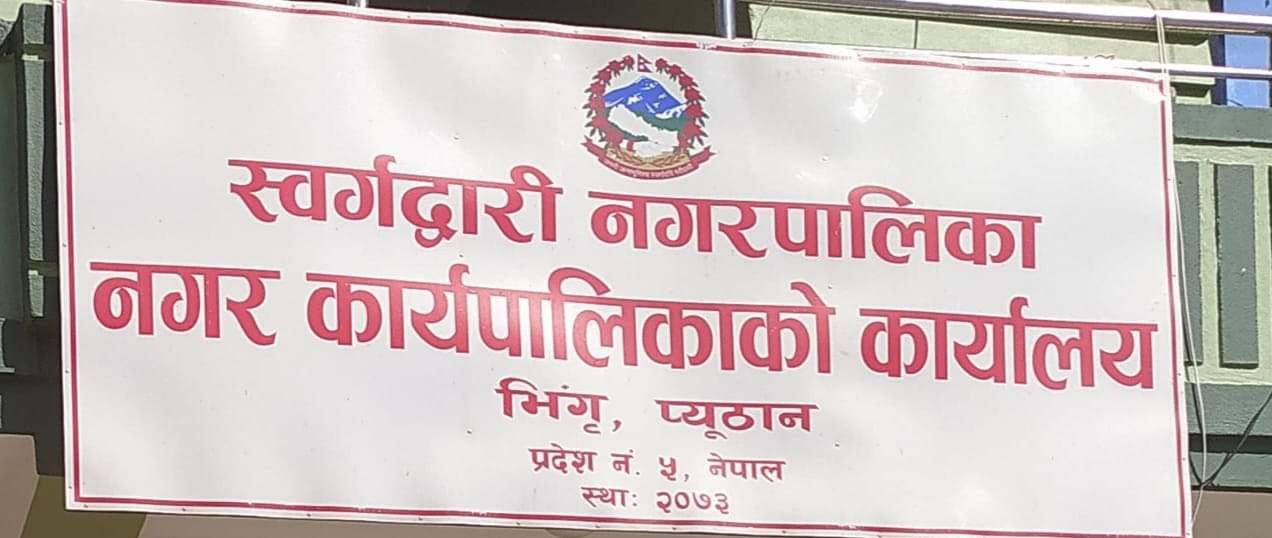 स्वर्गद्वारी नगरपालिका
नगर कार्यपालिकाको कार्यालय
भिंगृ, प्यूठान
प्रदेश नं. ५, नेपाल
स्था: २०७३